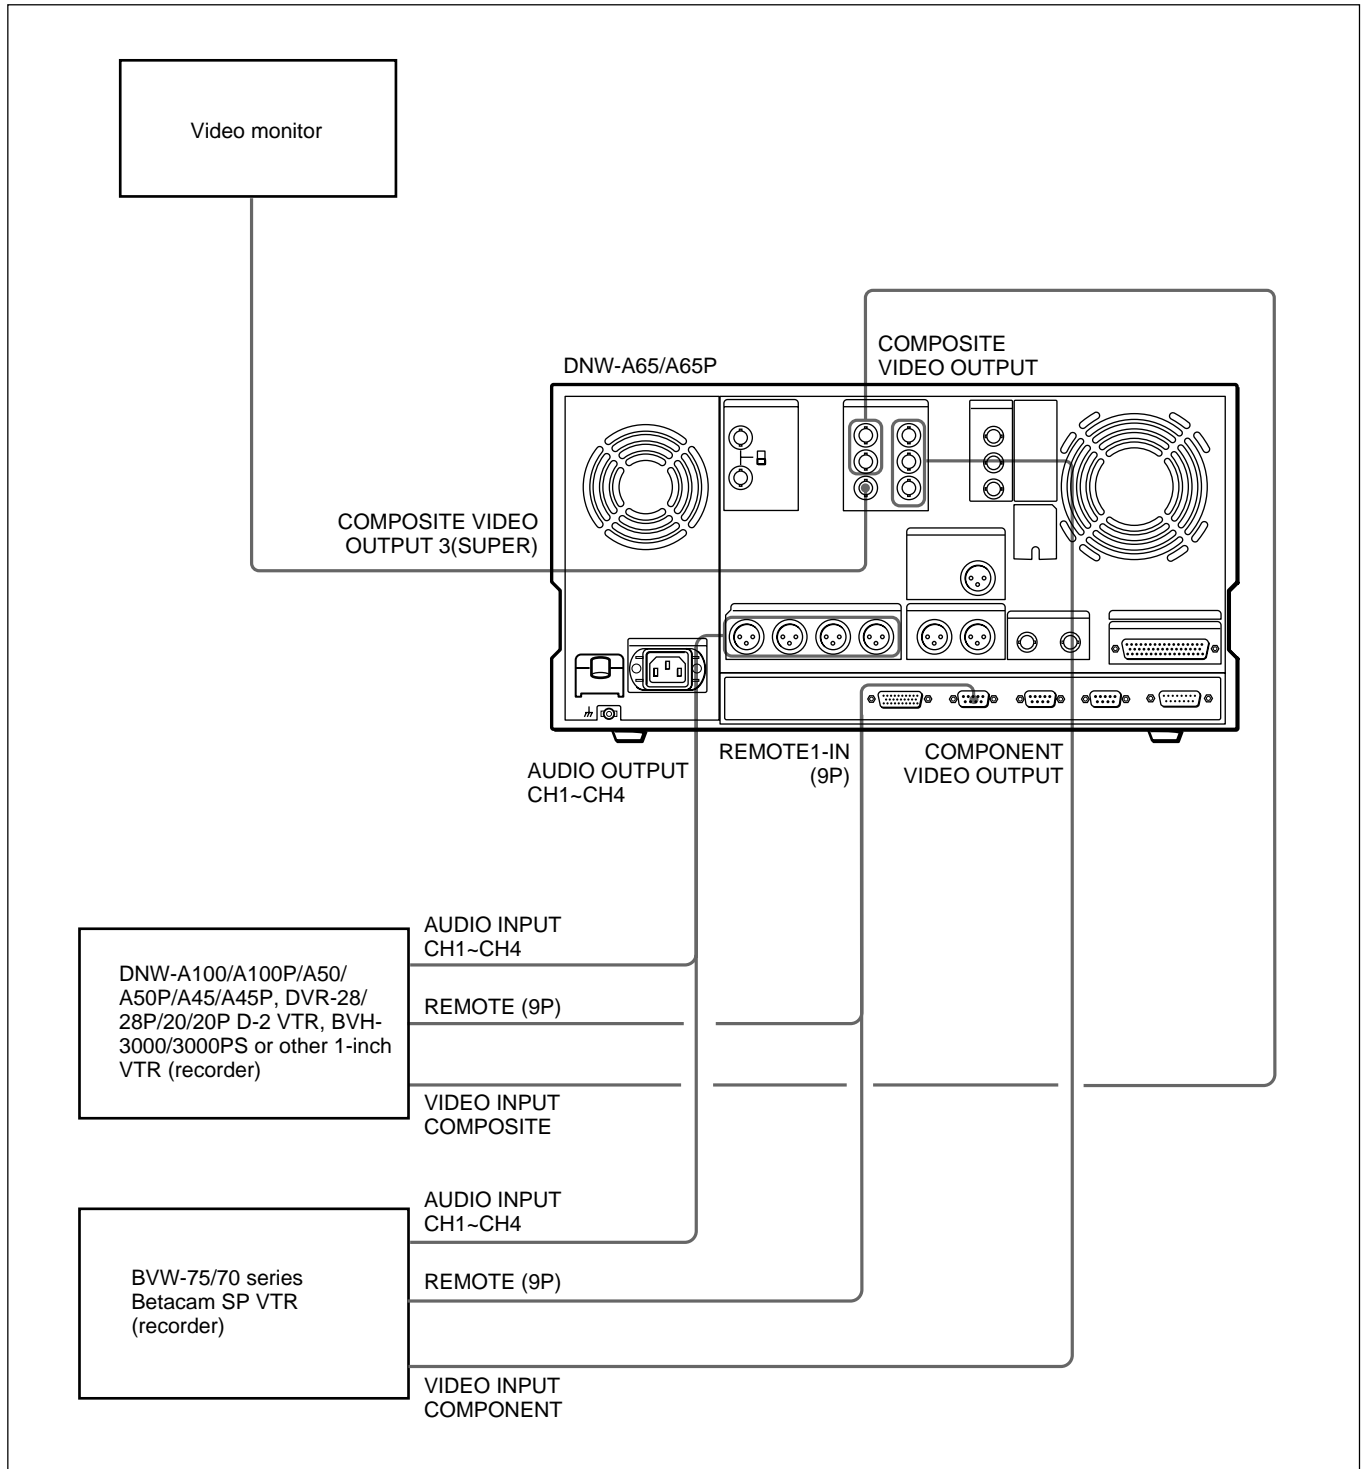 Video monitor
COMPOSITE
VIDEO OUTPUT
DNW-A65/A65P
COMPOSITE VIDEO
OUTPUT 3(SUPER)
REMOTE1-IN
(9P)
COMPONENT
VIDEO OUTPUT
AUDIO OUTPUT
CH1~CH4
AUDIO INPUT
CH1~CH4
DNW-A100/A100P/A50/
A50P/A45/A45P, DVR-28/
28P/20/20P D-2 VTR, BVH-
3000/3000PS or other 1-inch
VTR (recorder)
REMOTE (9P)
VIDEO INPUT
COMPOSITE
AUDIO INPUT
CH1~CH4
BVW-75/70 series
Betacam SP VTR
(recorder)
REMOTE (9P)
VIDEO INPUT
COMPONENT